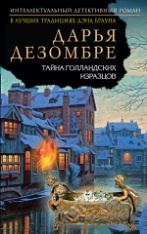 ИНТЕЛЛЕКТУАЛЬНЫЙ ДЕТЕКТИВНЫЙ РОМАН
В ЛУЧШИХ ТРАДИЦИЯХ ДЭНА БРАУНА
ДАРЬЯ
ДЕЗОМБРЕ
ТАЙНА ГОЛЛАНДСКИХ
ИЗРАЗЦОВ